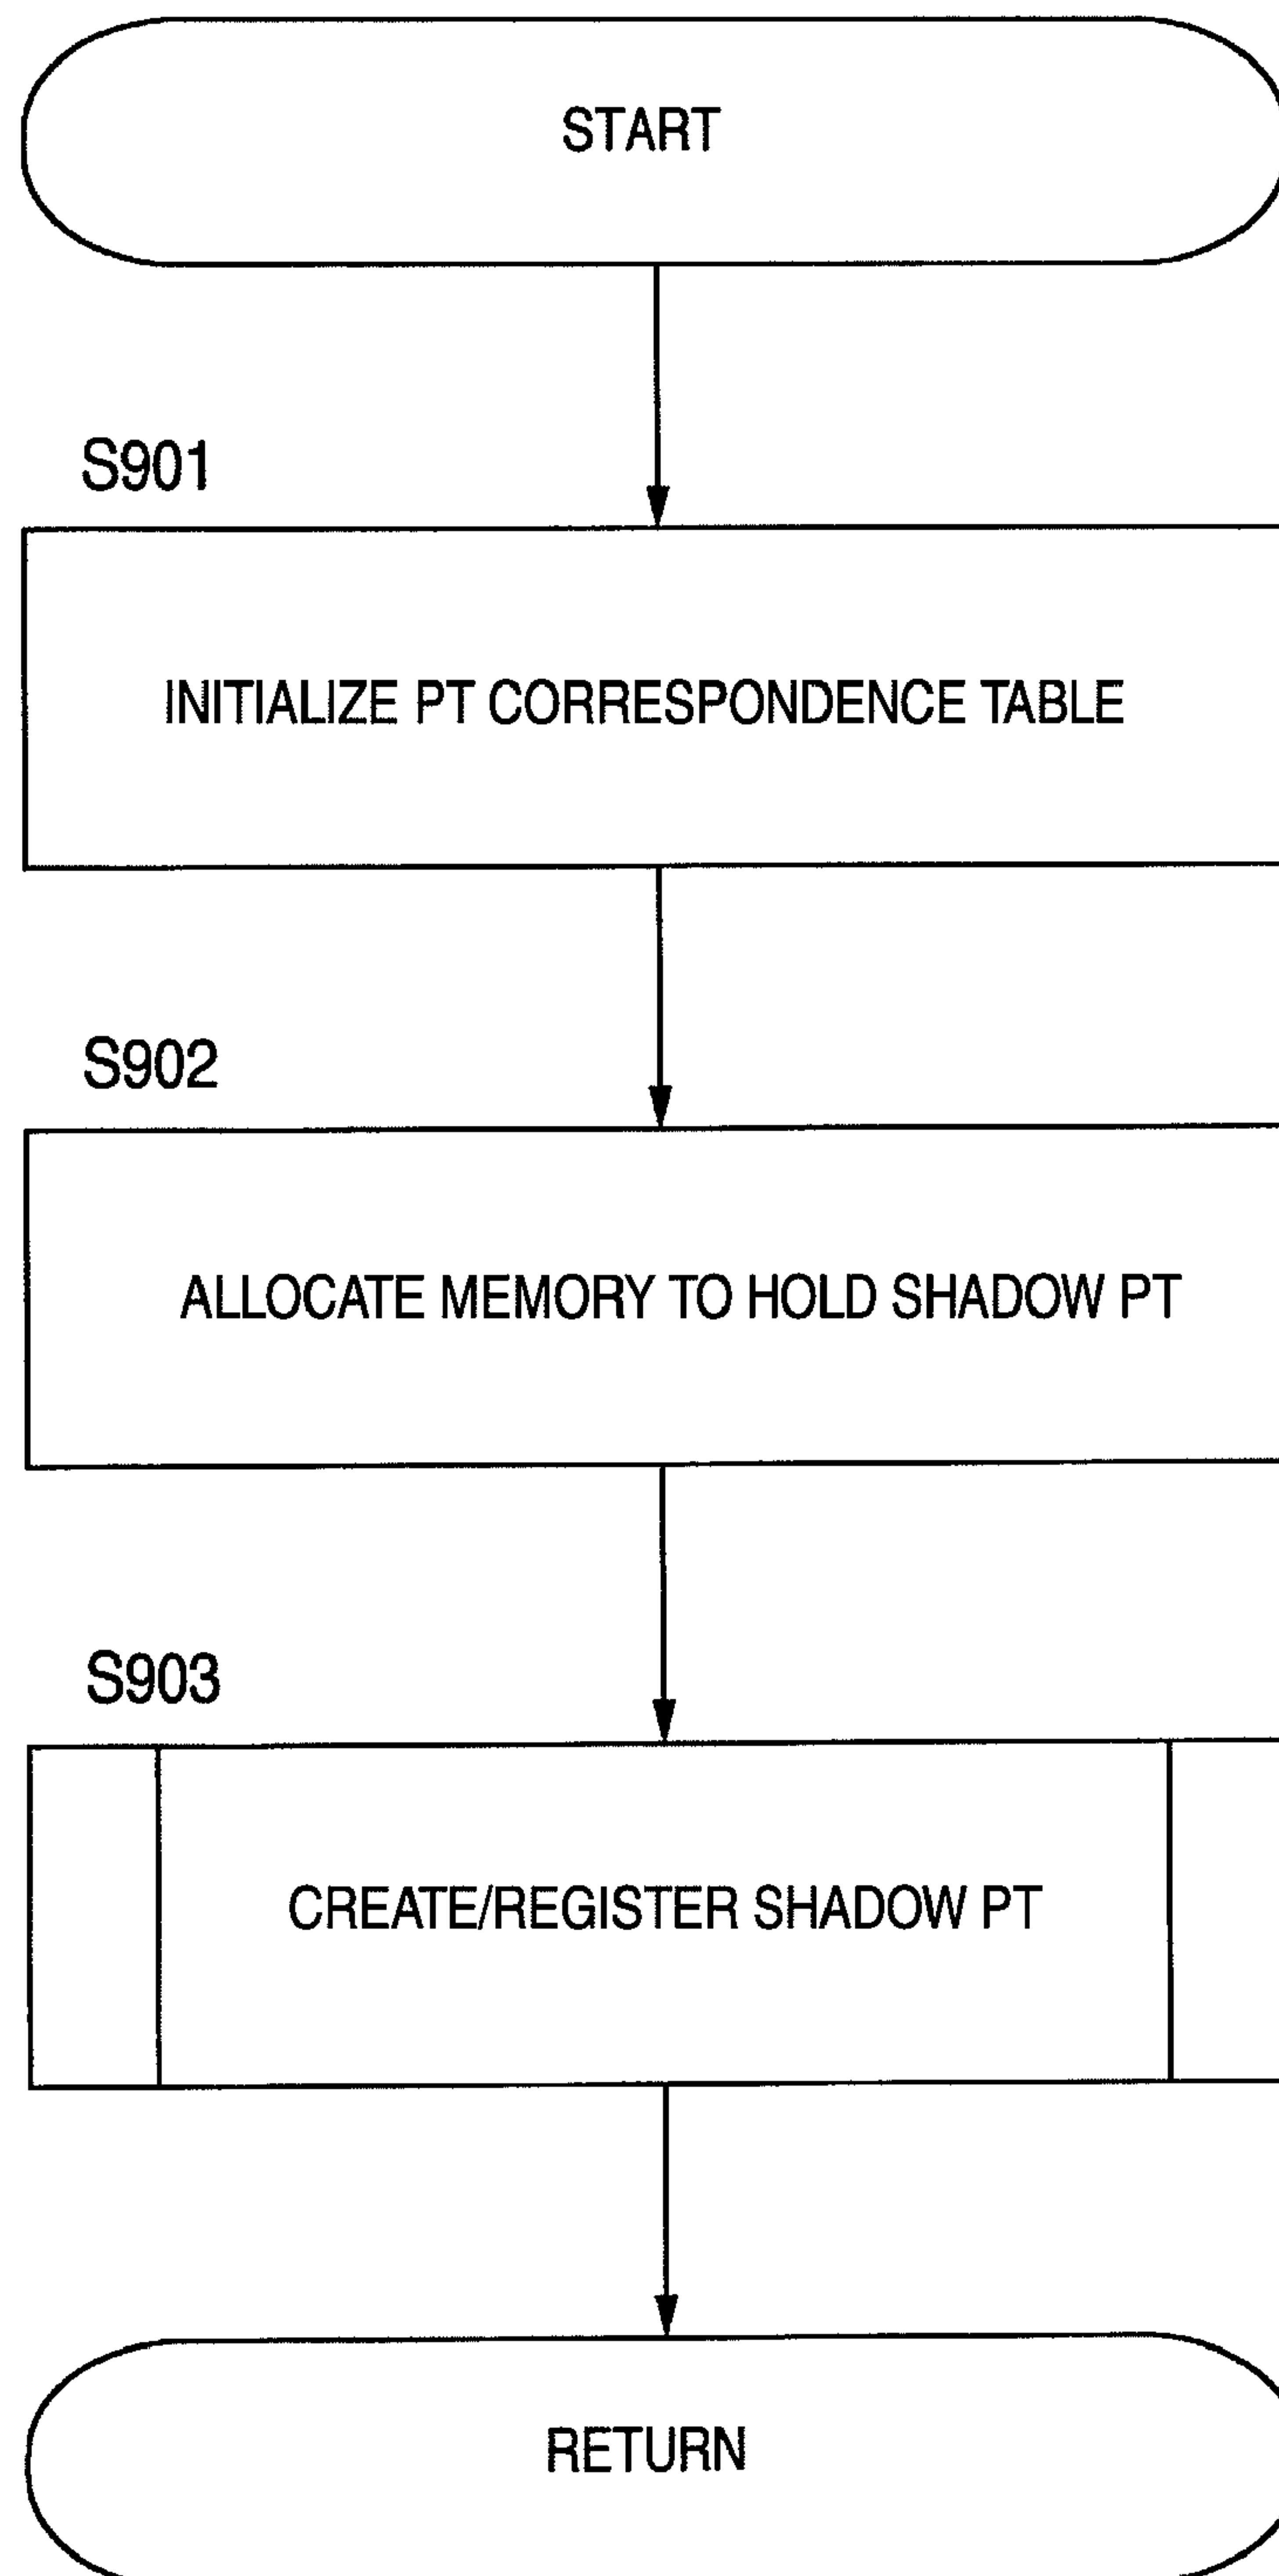 START
S901
INITIALIZE PT CORRESPONDENCE TABLE
S902
ALLOCATE MEMORY TO HOLD SHADOW PT
S903
CREATE/REGISTER SHADOW PT
RETURN